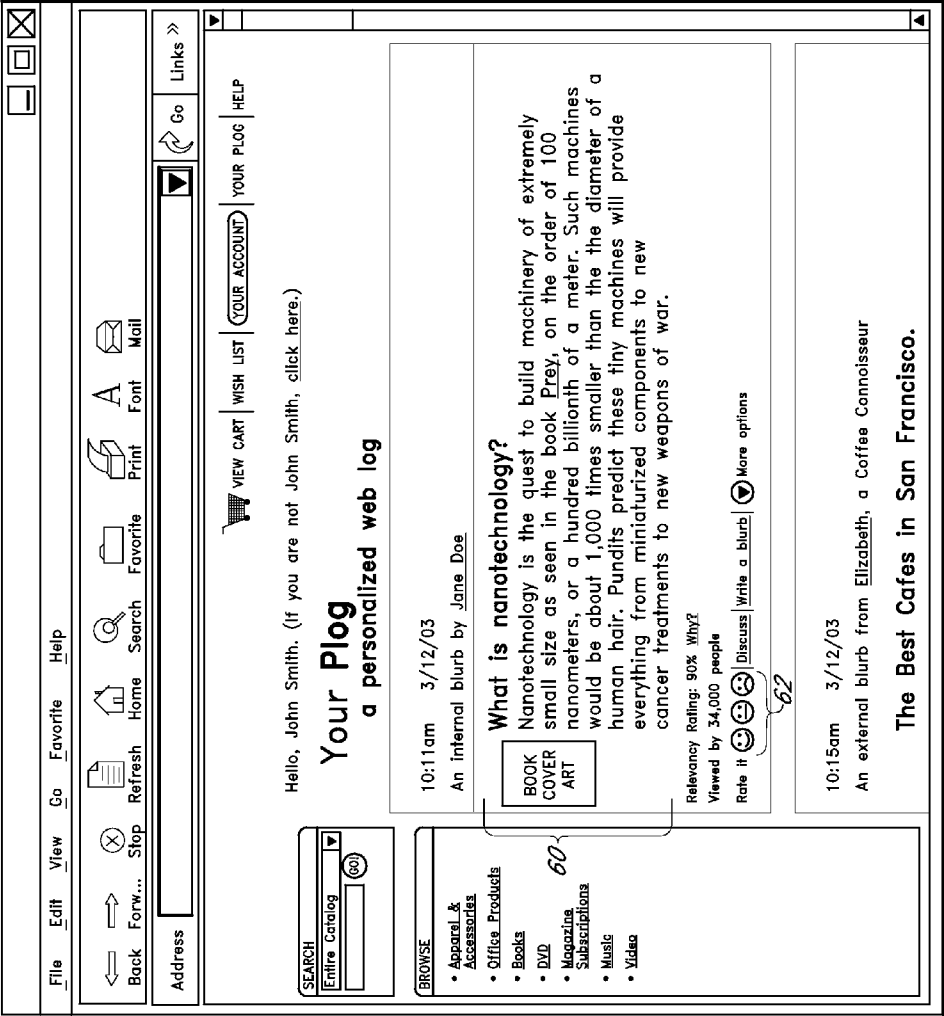 File Edit View Go Favorite Help
Back Forw... Stop Refresh Home Search Favorite Print Font Mail
Address Go Links »
VIEW CART | WISH LIST | YOUR ACCOUNT | YOUR PLOG | HELP
Hello, John Smith. (If you are not John Smith, click here.)
SEARCH
Entire Catalog
GO!
Your Plog
a personalized web log
BROWSE
• Apparel &
Accessories
• Office Products
• Books
• DVD
• Magazine
Subscriptions
• Music
• Video
60
10:11am 3/12/03
An internal blurb by Jane Doe
BOOK
COVER
ART
What is nanotechnology?
Nanotechnology is the quest to build machinery of extremely
small size as seen in the book Prey, on the order of 100
nanometers, or a hundred billionth of a meter. Such machines
would be about 1,000 times smaller than the the diameter of a
human hair. Pundits predict these tiny machines will provide
everything from miniaturized components to new
cancer treatments to new weapons of war.
Relevancy Rating: 90% Why?
Viewed by 34,000 people
Rate it | Discuss | Write a blurb | More options
62
10:15am 3/12/03
An external blurb from Elizabeth, a Coffee Connoisseur
The Best Cafes in San Francisco.